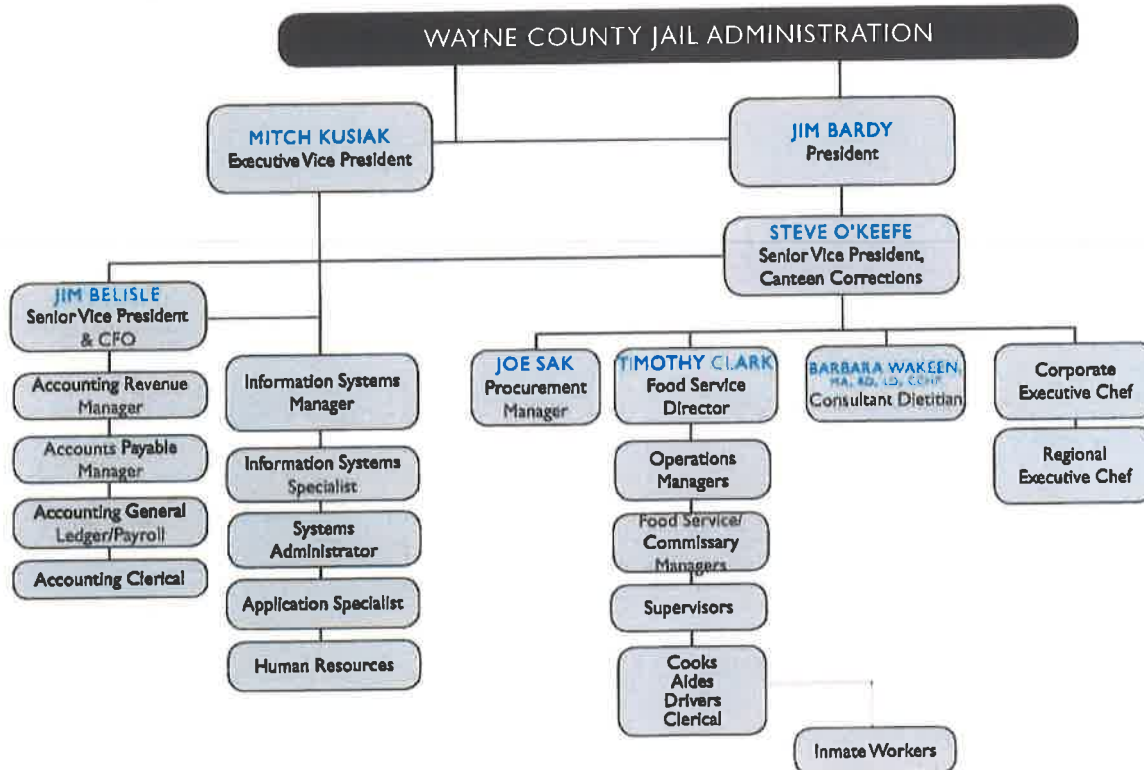 WAYNE COUNTY JAIL ADMINISTRATION
MITCH KUSIAK
Executive Vice President
JIM BARDY
President
STEVE O'KEEFE
Senior Vice President,
Canteen Corrections
JIM BELISLE
Senior Vice President
& CFO
Accounting Revenue
Manager
Accounts Payable
Manager
Accounting General
Ledger/Payroll
Accounting Clerical
Information Systems
Manager
Information Systems
Specialist
Systems
Administrator
Application Specialist
Human Resources
JOE SAK
Procurement
Manager
TIMOTHY CLARK
Food Service
Director
Operations
Managers
Food Service/
Commissary
Managers
Supervisors
Cooks
Aides
Drivers
Clerical
Inmate Workers
BARBARA WAKEEN,
MA, RD, LD, CCHP
Consultant Dietitian
Corporate
Executive Chef
Regional
Executive Chef